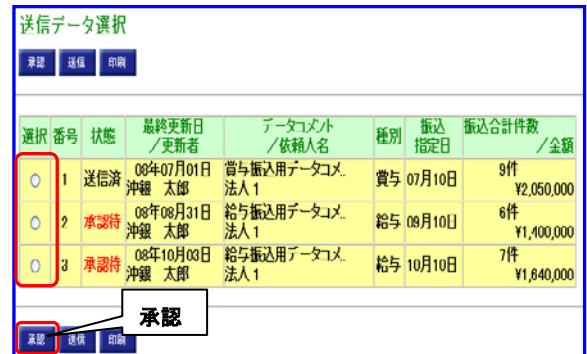 送信データ選択
承認 送信 印刷
選択 番号 状態 最終更新日 データコメント 種別 振込 振込合計件数
／更新者 ／依頼人名 指定日 ／金額
1 送信済 08年07月01日 賞与振込用データコメ.. 賞与 07月10日 9件
沖銀 太郎 法人1 ¥2,050,000
2 承認待 08年08月31日 給与振込用データコメ.. 給与 09月10日 6件
沖銀 太郎 法人1 ¥1,400,000
3 承認待 08年10月03日 給与振込用データコメ.. 給与 10月10日 7件
沖銀 太郎 法人1 ¥1,640,000
承認
承認 送信 印刷